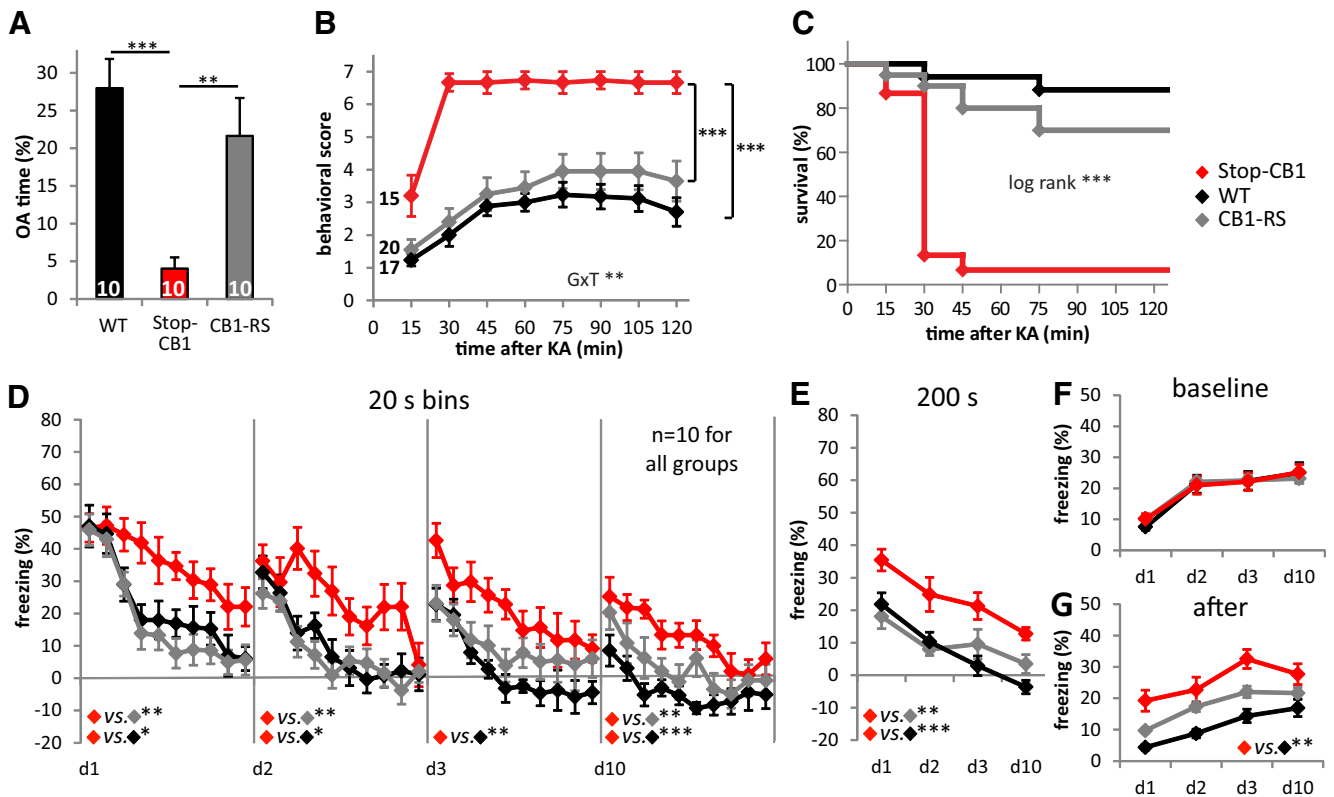 A
***
**
OA time (%)
30
25
20
15
10
5
0
10
10
10
WT
Stop-
CB1
CB1-RS
B
behavioral score
7
6
5
4
3
2
1
0
15
20
17
***
***
GxT **
0 15 30 45 60 75 90 105 120
time after KA (min)
C
survival (%)
100
80
60
40
20
0
log rank ***
0 15 30 45 60 75 90 105 120
time after KA (min)
Stop-CB1
WT
CB1-RS
D
20 s bins
freezing (%)
80
70
60
50
40
30
20
10
0
-10
-20
n=10 for
all groups
vs. **
vs. *
vs. **
vs. *
vs. **
vs. **
vs. ***
d1 d2 d3 d10
E
200 s
80
70
60
50
40
30
20
10
0
-10
-20
vs. **
vs. ***
d1 d2 d3 d10
F
baseline
freezing (%)
50
40
30
20
10
0
d1 d2 d3 d10
G
after
freezing (%)
50
40
30
20
10
0
vs. **
d1 d2 d3 d10